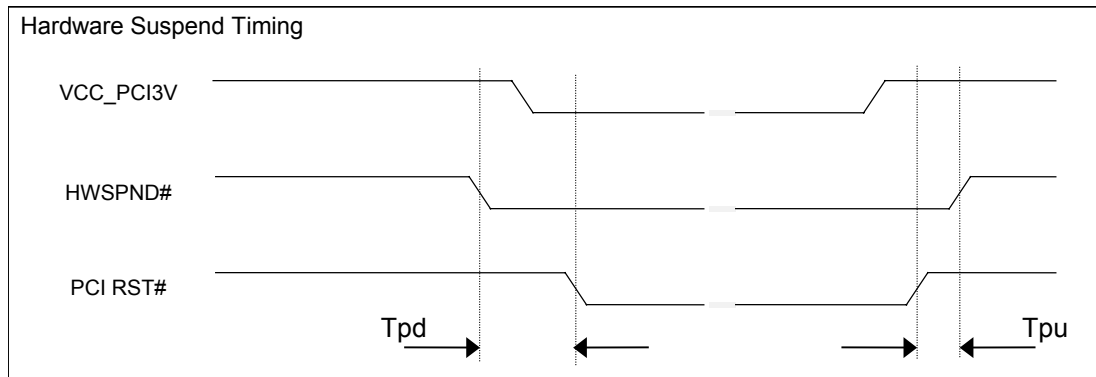 Hardware Suspend Timing
VCC_PCI3V
HWSPND#
PCI RST#
Tpd
Tpu